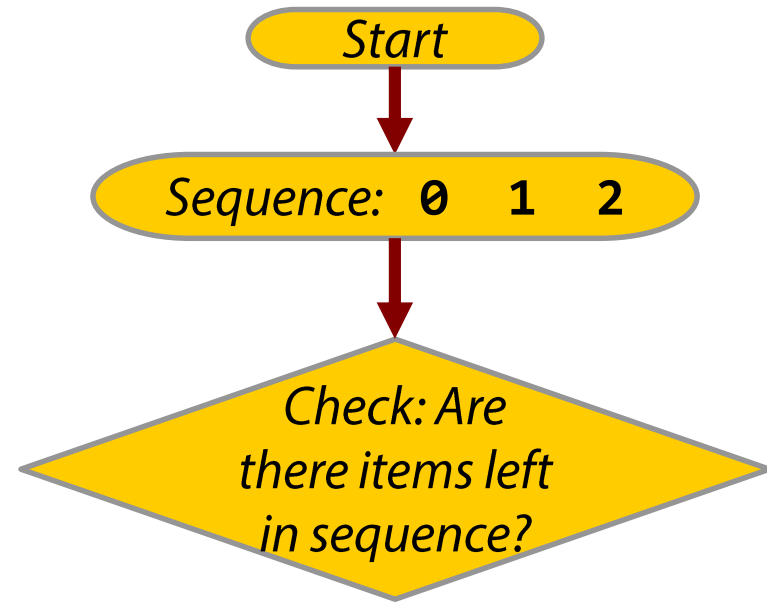 Start
Sequence: 0 1 2
Check: Are
there items left
in sequence?